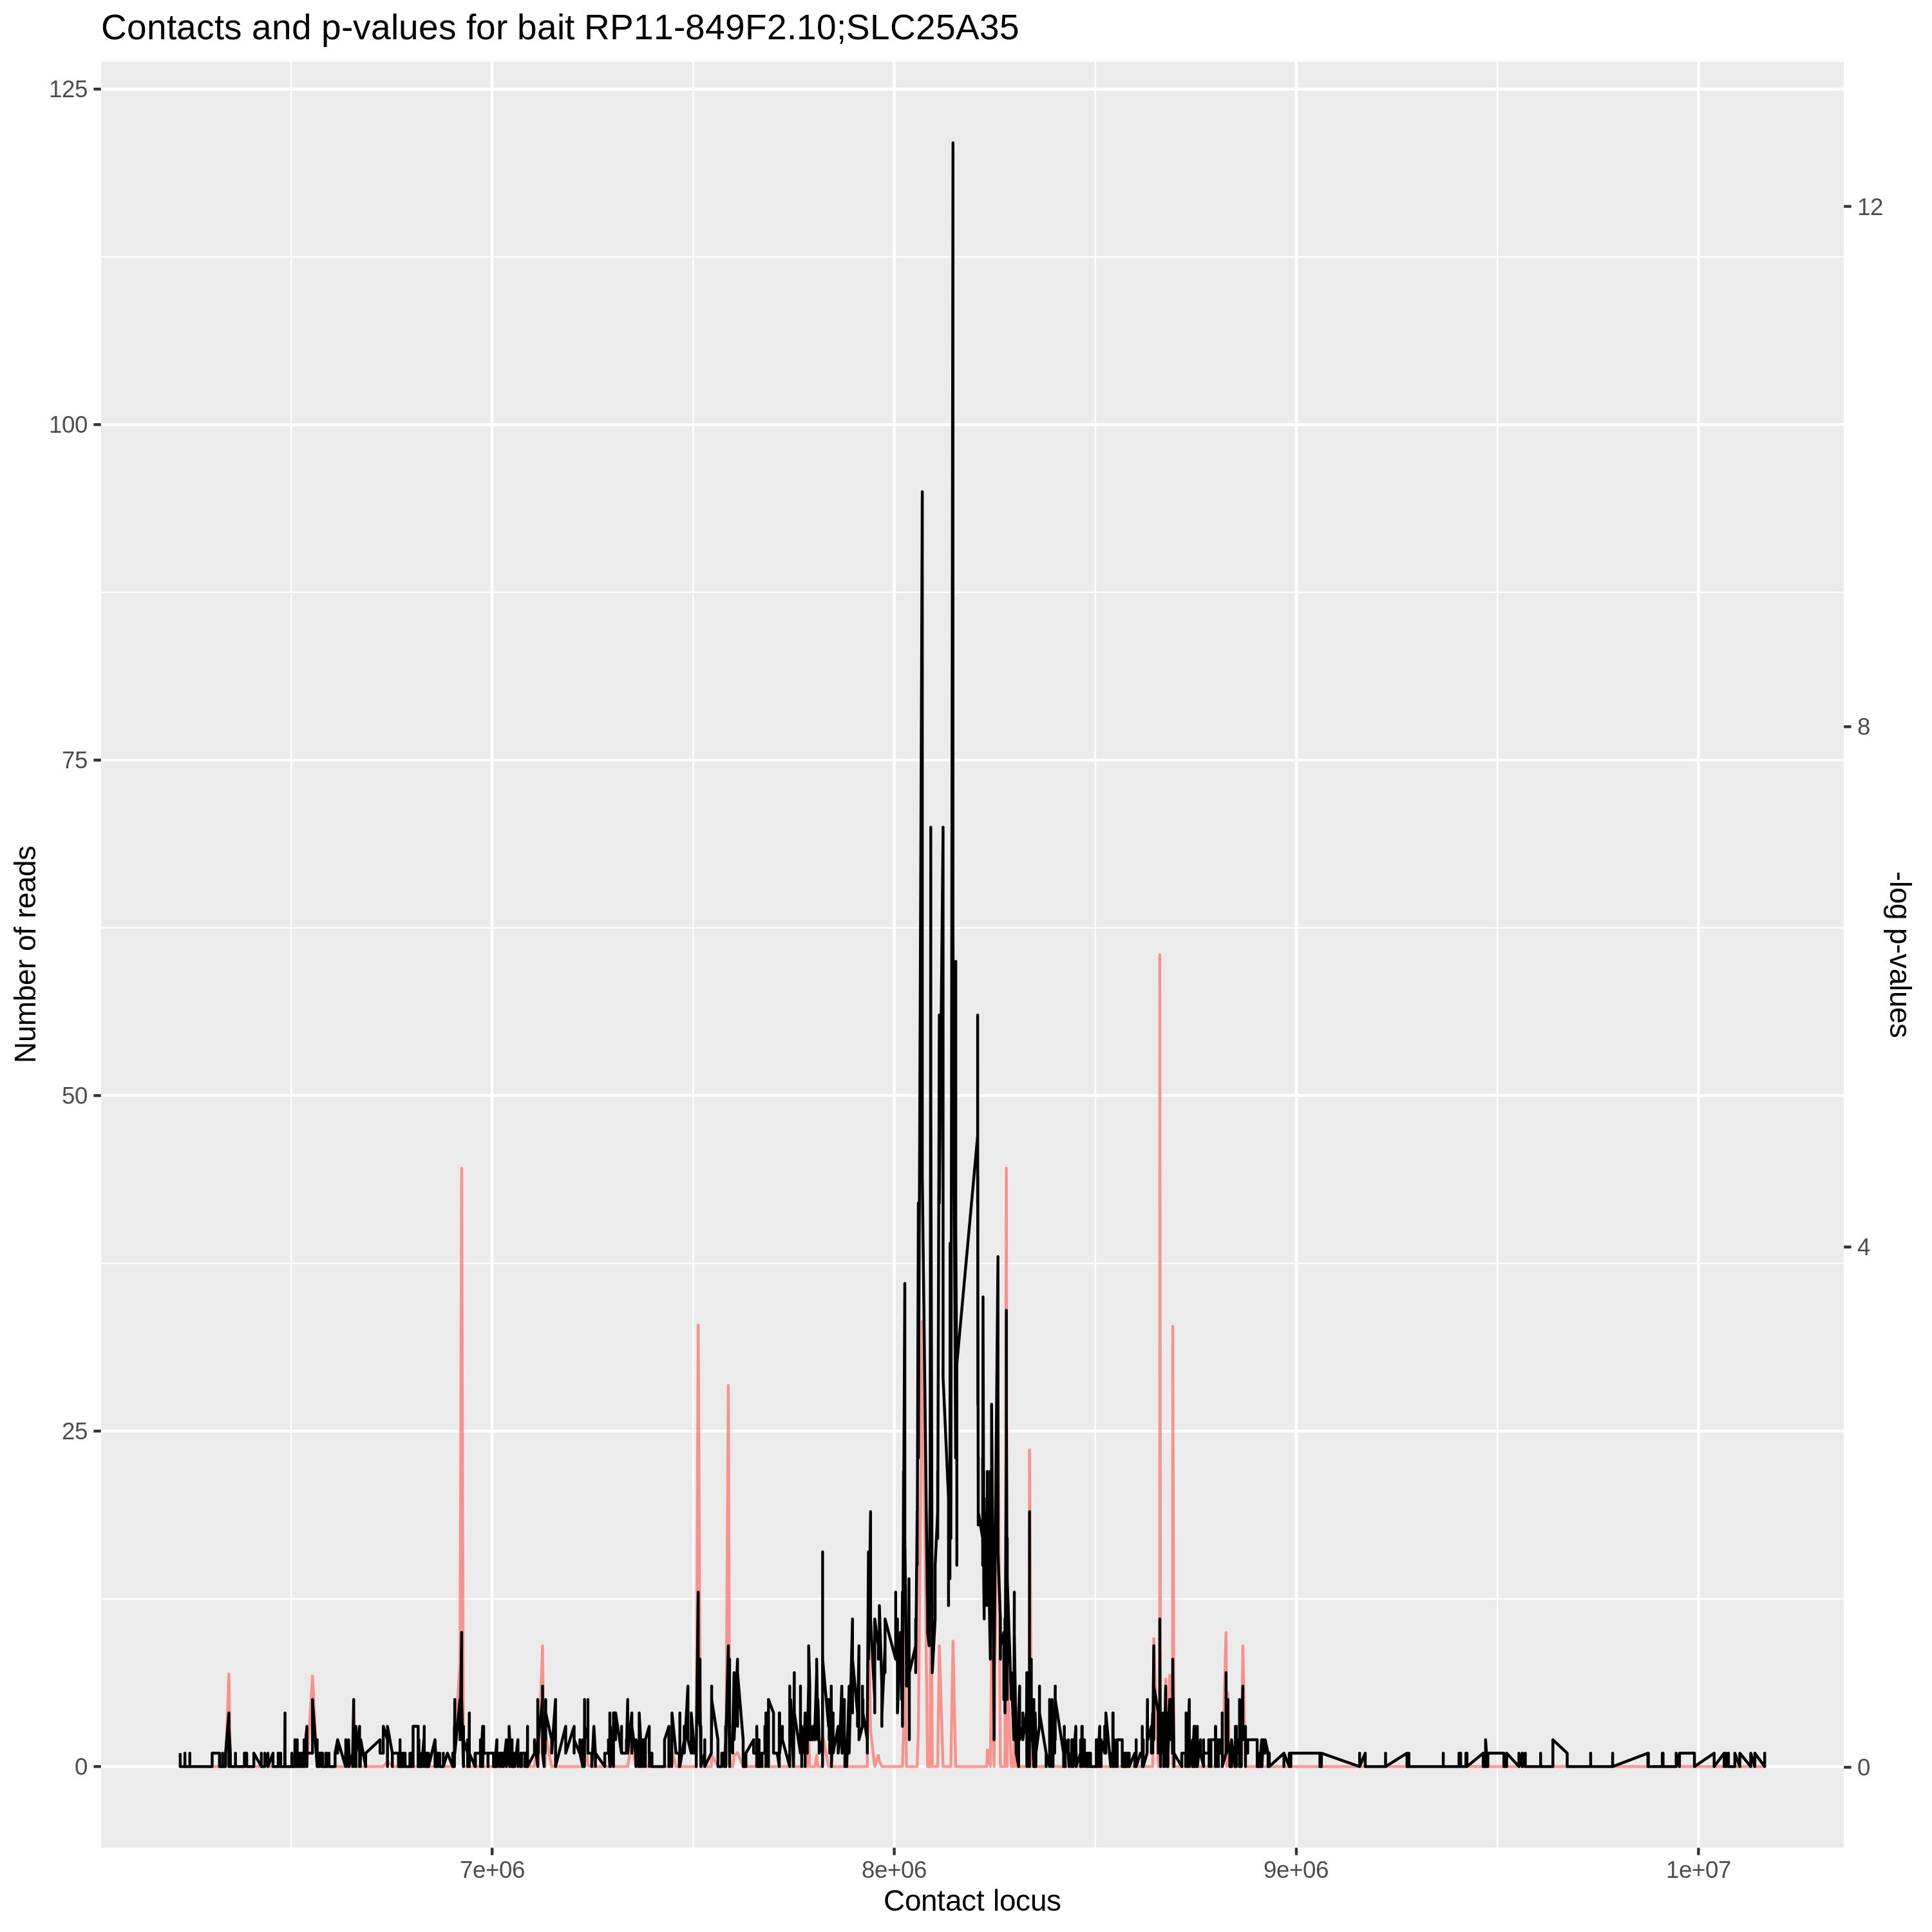 Contacts and p-values for bait RP11-849F2.10;SLC25A35
125
100
75
50
25
0
Number of reads
12
8
4
0
-log p-values
7e+06
8e+06
9e+06
1e+07
Contact locus